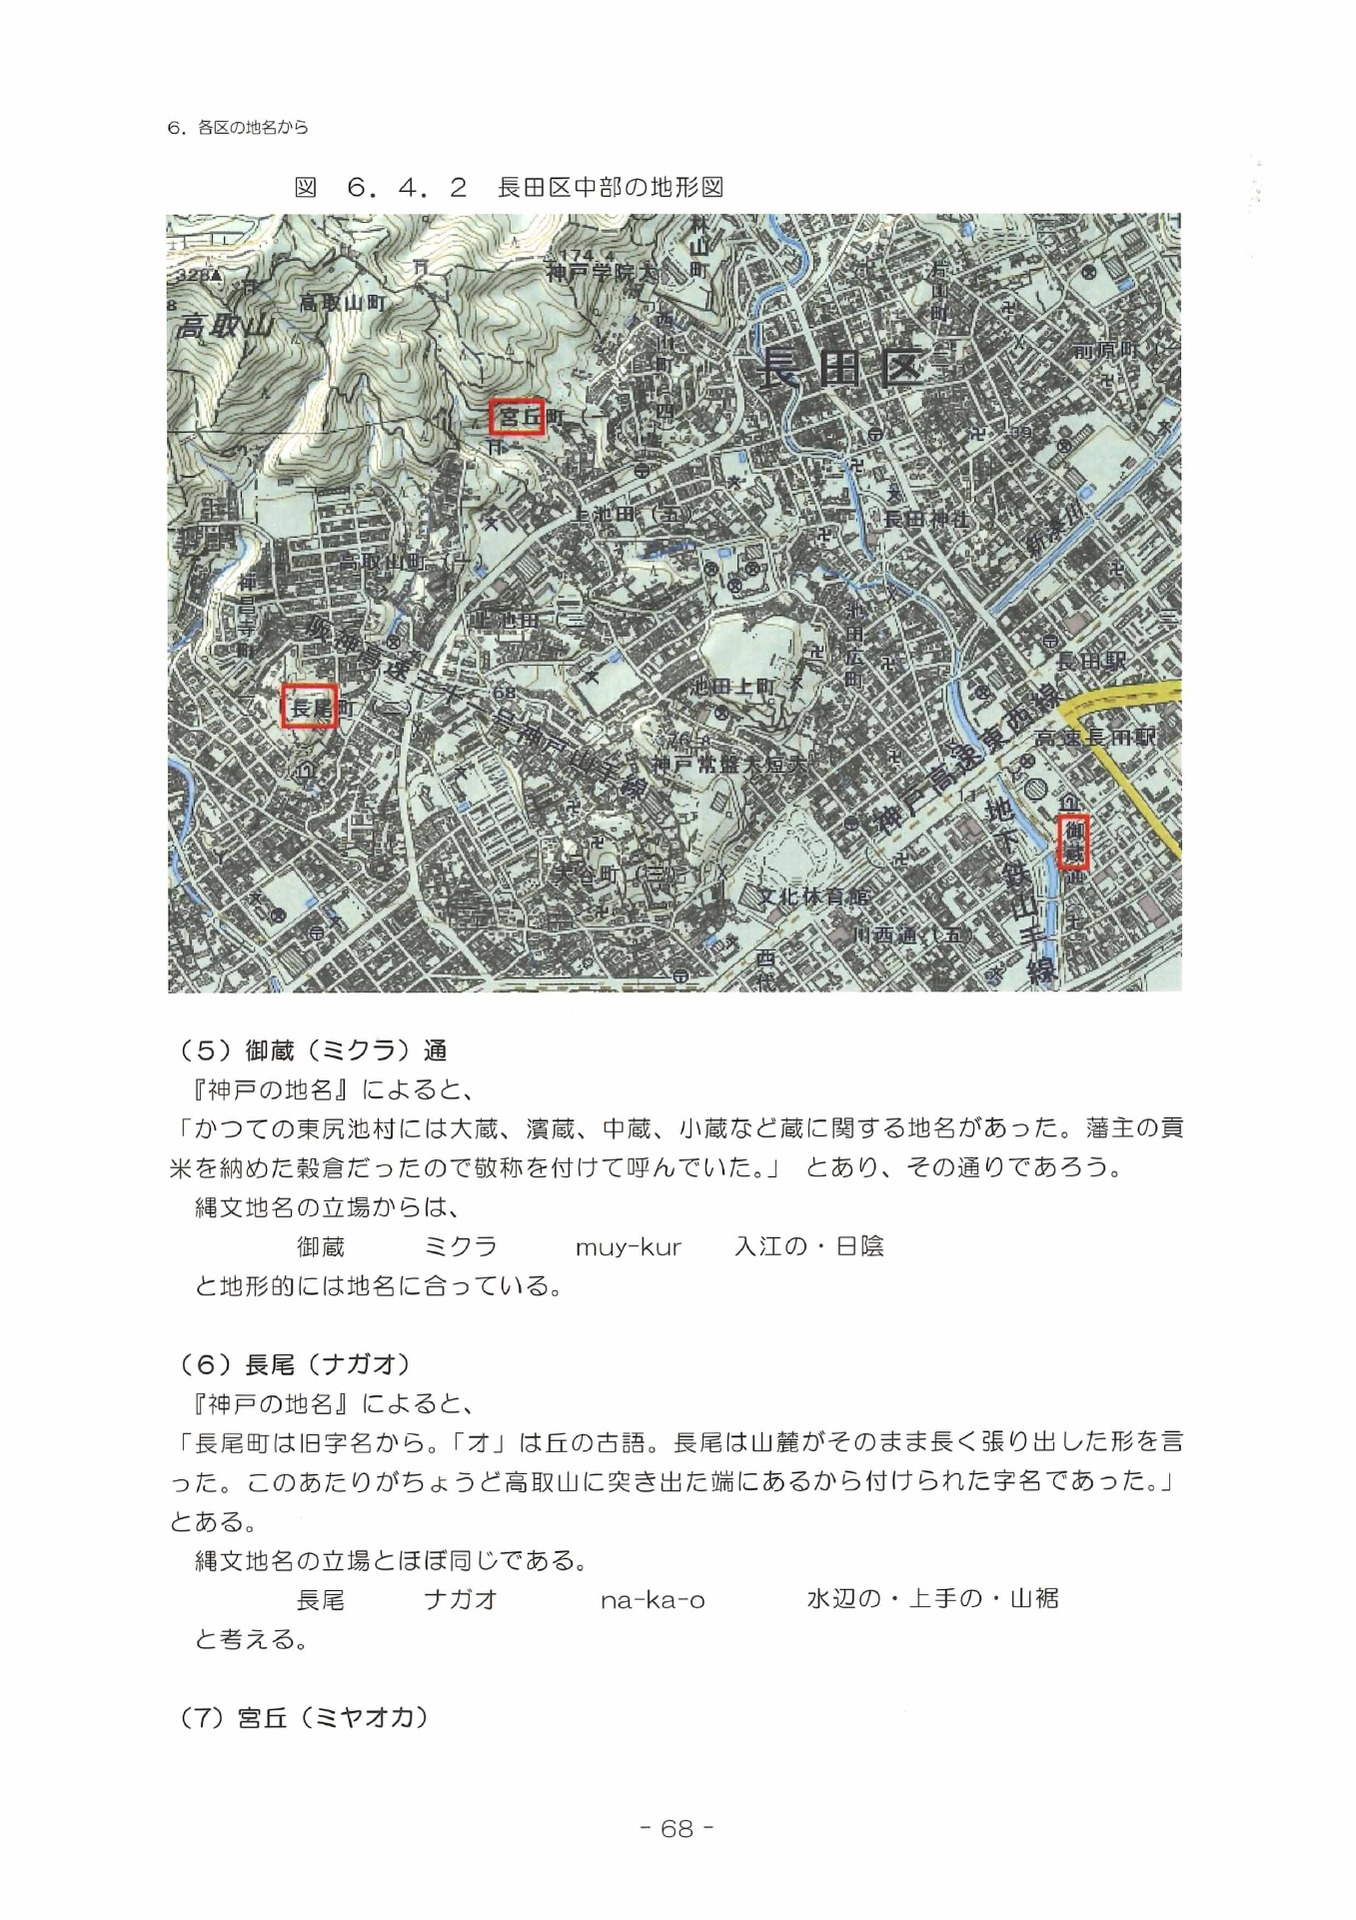 6．各区の地名から
図　６．４．２　長田区中部の地形図
328
174.4
神戸学院大
林山町
高取山町
高取山
西山町
四
長田区
前原町
宮丘町
上池田（五）
長田神社
新湊川
高取山町
禅昌寺町
上池田（三）
池田広町
長田駅
長尾町（二）
68
池田上町
阪神高速三十一号神戸山手線
神戸常盤大短大
神戸高速東西線
高速長田駅
地下鉄山手線
御蔵通
七
大谷町（三）
文化体育館
川西通（五）
西代
（5）御蔵（ミクラ）通
『神戸の地名』によると、
「かつての東尻池村には大蔵、濱蔵、中蔵、小蔵など蔵に関する地名があった。藩主の貢
米を納めた穀倉だったので敬称を付けて呼んでいた。」　とあり、その通りであろう。
縄文地名の立場からは、
御蔵　　　ミクラ　　　muy-kur　　入江の・日陰
と地形的には地名に合っている。
（6）長尾（ナガオ）
『神戸の地名』によると、
「長尾町は旧字名から。「オ」は丘の古語。長尾は山麓がそのまま長く張り出した形を言
った。このあたりがちょうど高取山に突き出た端にあるから付けられた字名であった。」
とある。
縄文地名の立場とほぼ同じである。
長尾　　　ナガオ　　　　na-ka-o　　　　水辺の・上手の・山裾
と考える。
（7）宮丘（ミヤオカ）
- 68 -